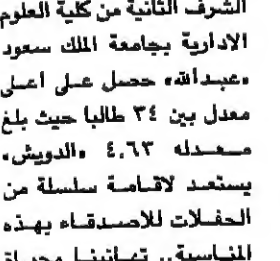 الشرف الثانية من كلية العلوم
الادارية بجامعة الملك سعود
«عبدالله» حصل على اعلى
معدل بين ٣٤ طالبا حيث بلغ
معدله ٤,٦٣ «الدويش»
يستعد لاقامة سلسلة من
الحفلات للاصدقاء بهذه
المناسبة.. تهانينا